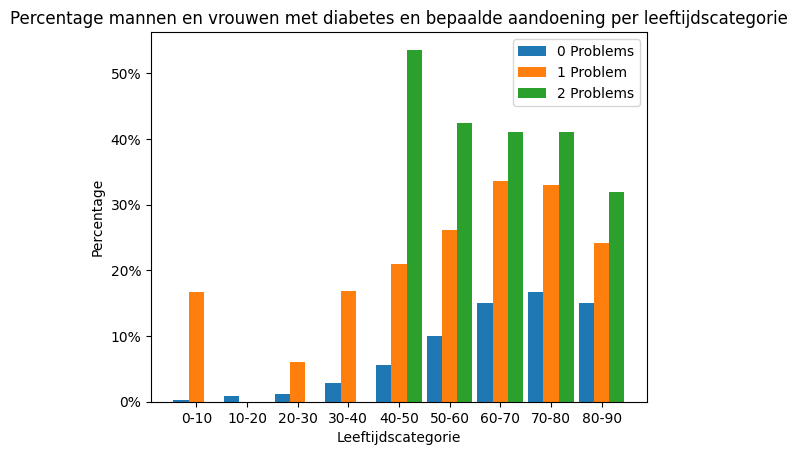 Percentage mannen en vrouwen met diabetes en bepaalde aandoening per leeftijdscategorie
0 Problems
1 Problem
2 Problems
50%
40%
30%
20%
10%
0%
Percentage
0-10 10-20 20-30 30-40 40-50 50-60 60-70 70-80 80-90
Leeftijdscategorie